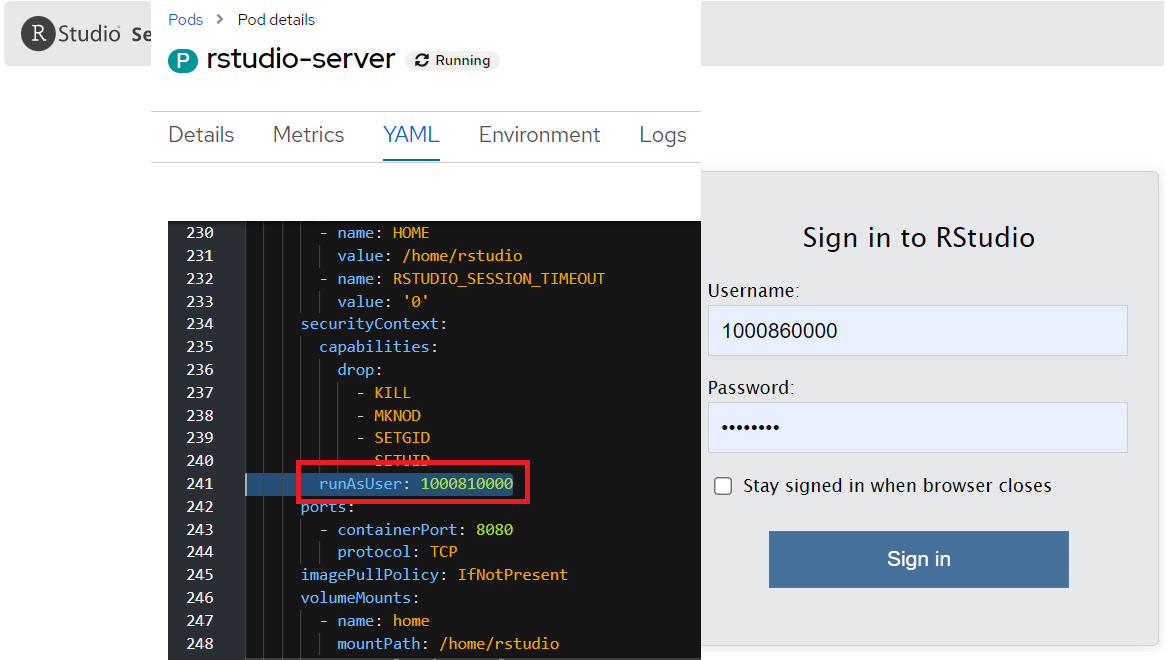 R Studio Se
Pods > Pod details
P rstudio-server Running
Details Metrics YAML Environment Logs
230 - name: HOME
231 value: /home/rstudio
232 - name: RSTUDIO_SESSION_TIMEOUT
233 value: '0'
234 securityContext:
235 capabilities:
236 drop:
237 - KILL
238 - MKNOD
239 - SETGID
240 SETUID
241 runAsUser: 1000810000
242 ports:
243 - containerPort: 8080
244 protocol: TCP
245 imagePullPolicy: IfNotPresent
246 volumeMounts:
247 - name: home
248 mountPath: /home/rstudio
Sign in to RStudio
Username:
1000860000
Password:
••••••••
Stay signed in when browser closes
Sign in